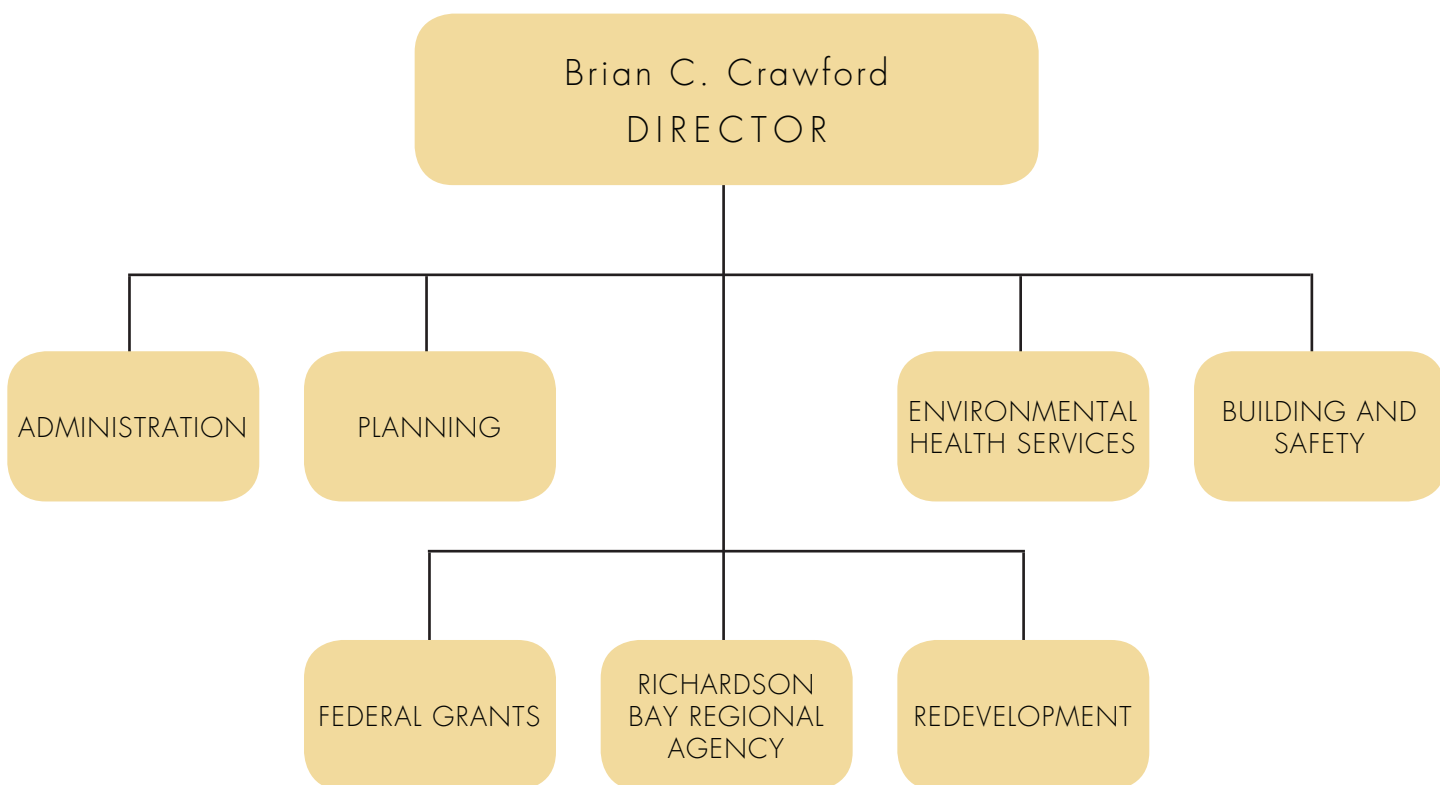 Brian C. Crawford
DIRECTOR
ADMINISTRATION
PLANNING
ENVIRONMENTAL
HEALTH SERVICES
BUILDING AND
SAFETY
FEDERAL GRANTS
RICHARDSON
BAY REGIONAL
AGENCY
REDEVELOPMENT